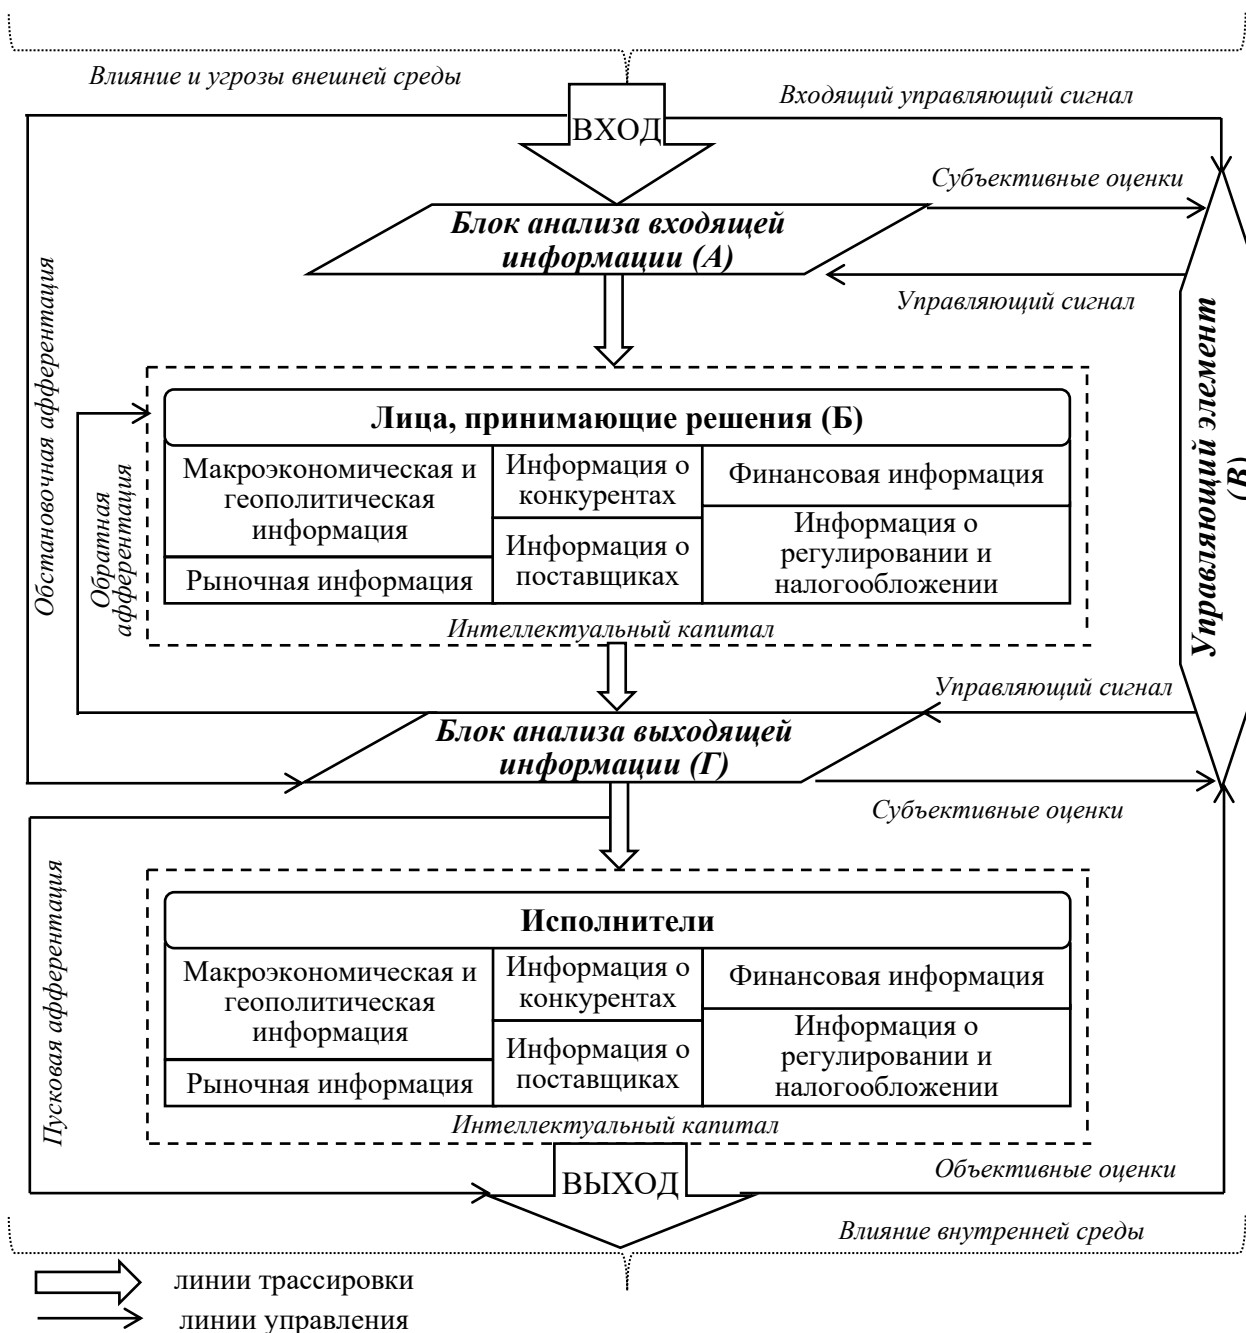 Влияние и угрозы внешней среды
Входящий управляющий сигнал
ВХОД
Субъективные оценки
Блок анализа входящей
информации (А)
Управляющий сигнал
Обстановочная афферентация
Обратная
афферентация
Лица, принимающие решения (Б)
Макроэкономическая и
геополитическая
информация
Рыночная информация
Информация о
конкурентах
Информация о
поставщиках
Финансовая информация
Информация о
регулировании и
налогообложении
Интеллектуальный капитал
Управляющий элемент
(В)
Управляющий сигнал
Блок анализа выходящей
информации (Г)
Субъективные оценки
Пусковая афферентация
Исполнители
Макроэкономическая и
геополитическая
информация
Рыночная информация
Информация о
конкурентах
Информация о
поставщиках
Финансовая информация
Информация о
регулировании и
налогообложении
Интеллектуальный капитал
ВЫХОД
Объективные оценки
Влияние внутренней среды
линии трассировки
линии управления